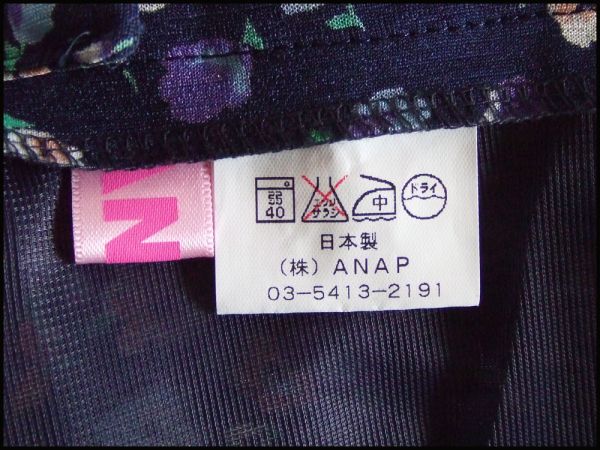 弱
40
エンソ
サラシ
中
ドライ
日本製
(株) ANAP
03-5413-2191